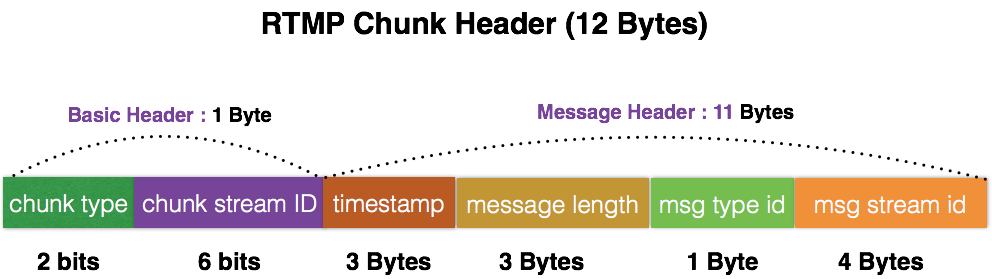 RTMP Chunk Header (12 Bytes)
Basic Header : 1 Byte
Message Header : 11 Bytes
chunk type chunk stream ID timestamp message length msg type id msg stream id
2 bits 6 bits 3 Bytes 3 Bytes 1 Byte 4 Bytes